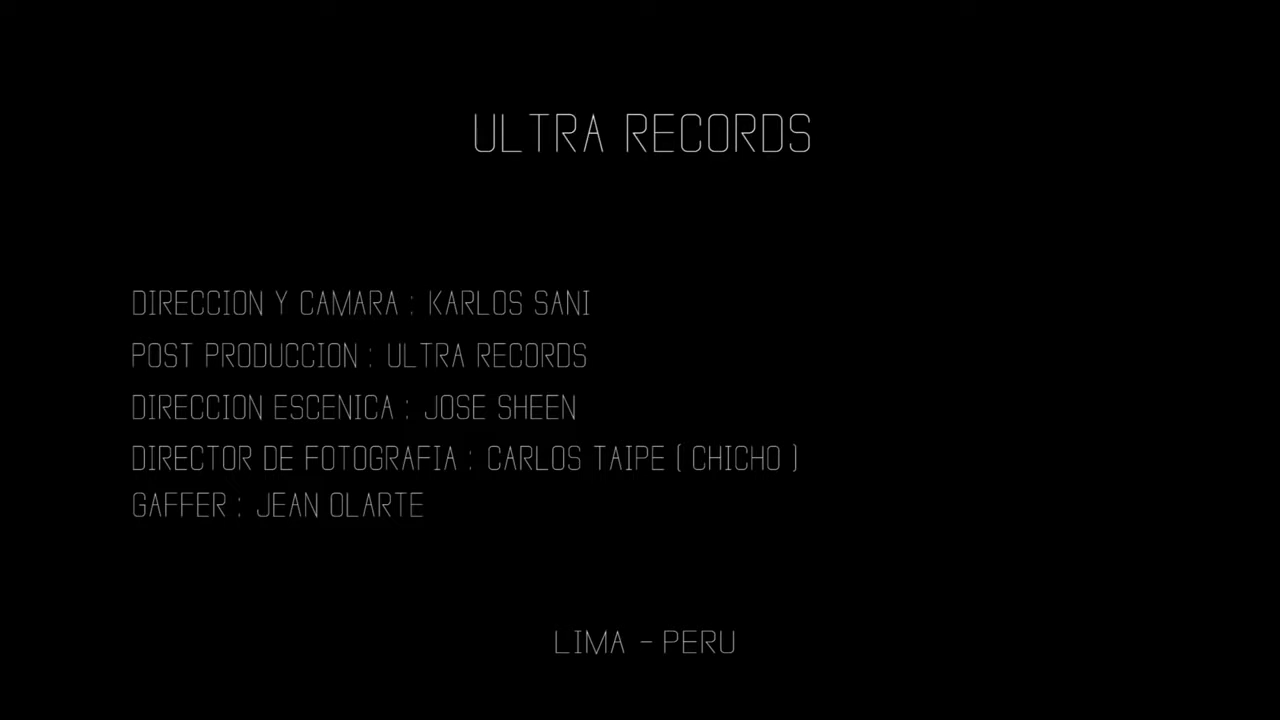 ULTRA RECORDS
DIRECCION Y CAMARA : KARLOS SANI
POST PRODUCCION : ULTRA RECORDS
DIRECCION ESCENICA : JOSE SHEEN
DIRECTOR DE FOTOGRAFIA : CARLOS TAIPE ( CHICHO )
GAFFER : JEAN OLARTE
LIMA - PERU